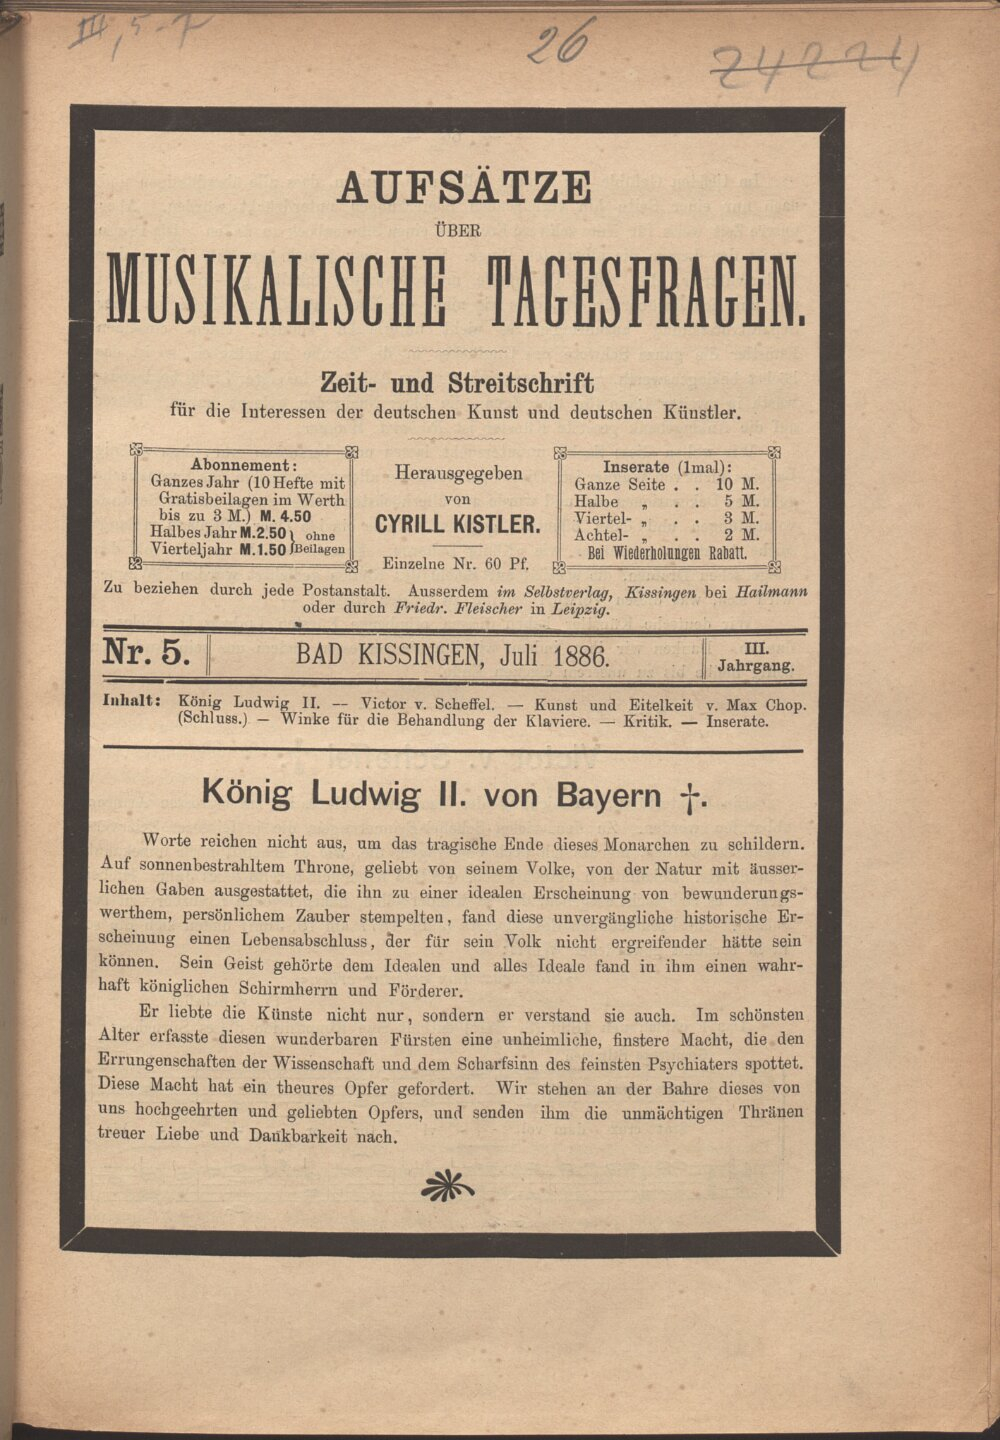 III, 5-7
26
24224
AUFSÄTZE
ÜBER
MUSIKALISCHE TAGESFRAGEN.
Zeit- und Streitschrift
für die Interessen der deutschen Kunst und deutschen Künstler.
Abonnement:
Ganzes Jahr (10 Hefte mit
Gratisbeilagen im Werth
bis zu 3 M.) M. 4.50
Halbes Jahr M. 2.50 } ohne
Vierteljahr M. 1.50 } Beilagen
Herausgegeben
von
CYRILL KISTLER.
Einzelne Nr. 60 Pf.
Inserate (1mal):
Ganze Seite . . 10 M.
Halbe „ . . 5 M.
Viertel- „ . . 3 M.
Achtel- „ . . 2 M.
Bei Wiederholungen Rabatt.
Zu beziehen durch jede Postanstalt. Ausserdem im Selbstverlag, Kissingen bei Hailmann
oder durch Friedr. Fleischer in Leipzig.
Nr. 5. BAD KISSINGEN, Juli 1886. III. Jahrgang.
Inhalt: König Ludwig II. — Victor v. Scheffel. — Kunst und Eitelkeit v. Max Chop.
(Schluss.) — Winke für die Behandlung der Klaviere. — Kritik. — Inserate.
König Ludwig II. von Bayern †.
Worte reichen nicht aus, um das tragische Ende dieses Monarchen zu schildern.
Auf sonnenbestrahltem Throne, geliebt von seinem Volke, von der Natur mit äusser-
lichen Gaben ausgestattet, die ihn zu einer idealen Erscheinung von bewunderungs-
werthem, persönlichem Zauber stempelten, fand diese unvergängliche historische Er-
scheinung einen Lebensabschluss, der für sein Volk nicht ergreifender hätte sein
können. Sein Geist gehörte dem Idealen und alles Ideale fand in ihm einen wahr-
haft königlichen Schirmherrn und Förderer.
Er liebte die Künste nicht nur, sondern er verstand sie auch. Im schönsten
Alter erfasste diesen wunderbaren Fürsten eine unheimliche, finstere Macht, die den
Errungenschaften der Wissenschaft und dem Scharfsinn des feinsten Psychiaters spottet.
Diese Macht hat ein theures Opfer gefordert. Wir stehen an der Bahre dieses von
uns hochgeehrten und geliebten Opfers, und senden ihm die unmächtigen Thränen
treuer Liebe und Dankbarkeit nach.